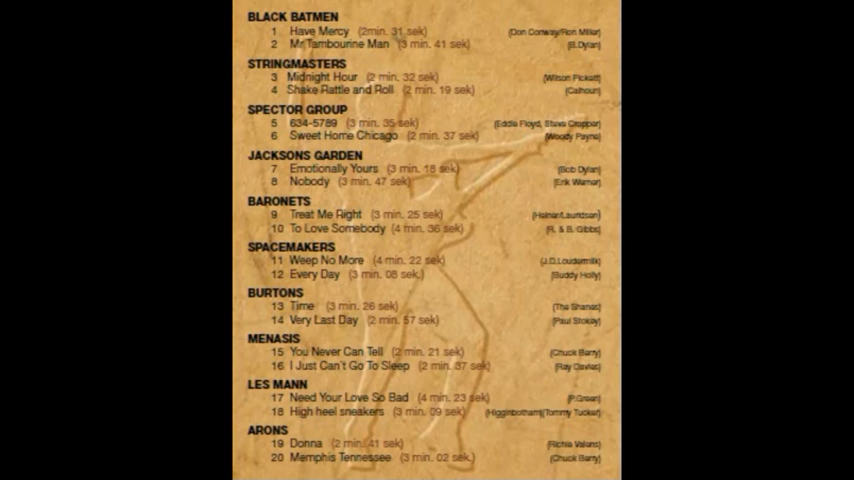 BLACK BATMEN
1 Have Mercy (2min. 31 sek) (Don Conway/Ron Miller)
2 Mr Tambourine Man (3 min. 41 sek) (B.Dylan)
STRINGMASTERS
3 Midnight Hour (2 min. 32 sek) (Wilson Pickett)
4 Shake Rattle and Roll (2 min. 19 sek) (Calhoun)
SPECTOR GROUP
5 634-5789 (3 min. 35 sek) (Eddie Floyd, Steve Cropper)
6 Sweet Home Chicago (2 min. 37 sek) (Woody Payne)
JACKSONS GARDEN
7 Emotionally Yours (3 min. 18 sek) (Bob Dylan)
8 Nobody (3 min. 47 sek) (Erik Werner)
BARONETS
9 Treat Me Right (3 min. 25 sek) (Heiner/Lauridsen)
10 To Love Somebody (4 min. 36 sek) (R. & B. Gibbs)
SPACEMAKERS
11 Weep No More (4 min. 22 sek) (J.D.Loudermilk)
12 Every Day (3 min. 08 sek.) (Buddy Holly)
BURTONS
13 Time (3 min. 26 sek) (The Shanes)
14 Very Last Day (2 min. 57 sek) (Paul Stokey)
MENASIS
15 You Never Can Tell (2 min. 21 sek) (Chuck Berry)
16 I Just Can't Go To Sleep (2 min. 37 sek) (Ray Davies)
LES MANN
17 Need Your Love So Bad (4 min. 23 sek) (P.Green)
18 High heel sneakers (3 min. 09 sek) (Higginbotham)(Tommy Tucker)
ARONS
19 Donna (2 min. 41 sek) (Richie Valens)
20 Memphis Tennessee (3 min. 02 sek.) (Chuck Berry)